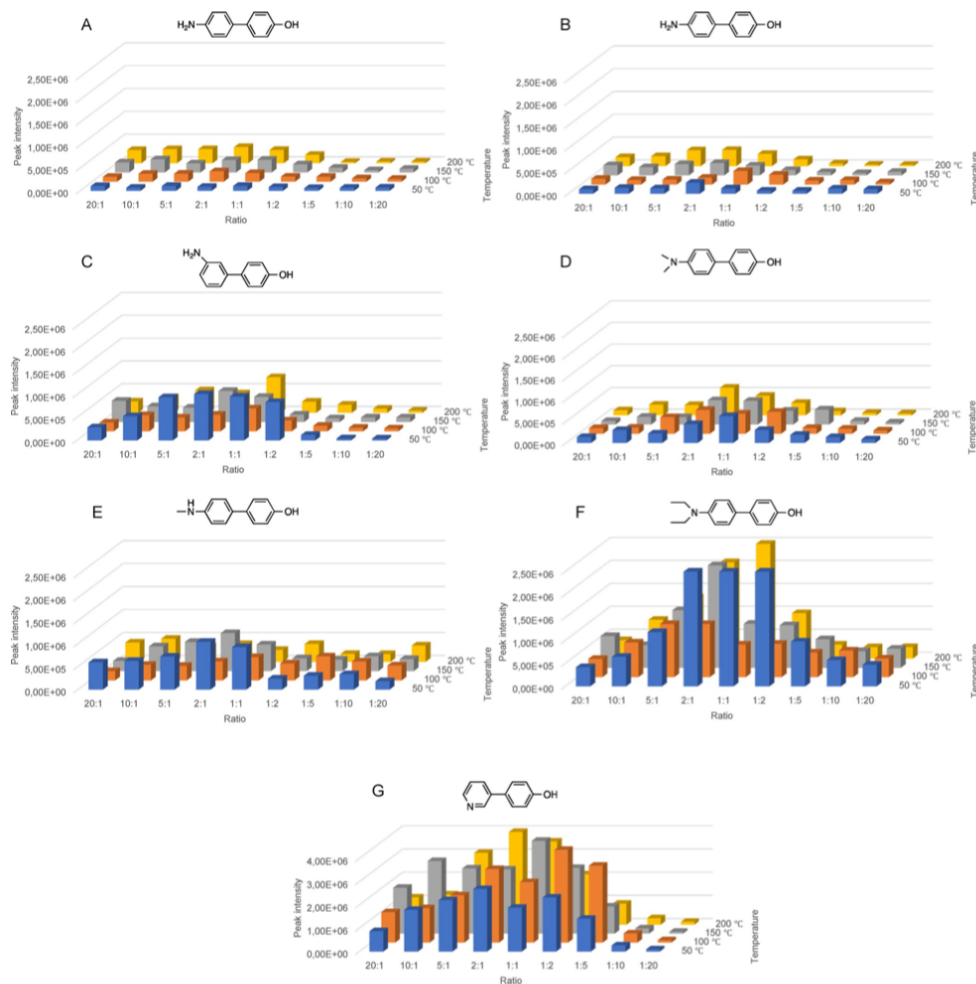 A
H₂N
OH
2,50E+06
2,00E+06
1,50E+06
1,00E+06
5,00E+05
0,00E+00
Peak intensity
20:1 10:1 5:1 2:1 1:1 1:2 1:5 1:10 1:20
Ratio
50 °C
100 °C
150 °C
200 °C
Temperature
B
H₂N
OH
2,50E+06
2,00E+06
1,50E+06
1,00E+06
5,00E+05
0,00E+00
Peak intensity
20:1 10:1 5:1 2:1 1:1 1:2 1:5 1:10 1:20
Ratio
50 °C
100 °C
150 °C
200 °C
Temperature
C
H₂N
OH
2,50E+06
2,00E+06
1,50E+06
1,00E+06
5,00E+05
0,00E+00
Peak intensity
20:1 10:1 5:1 2:1 1:1 1:2 1:5 1:10 1:20
Ratio
50 °C
100 °C
150 °C
200 °C
Temperature
D
N
OH
2,50E+06
2,00E+06
1,50E+06
1,00E+06
5,00E+05
0,00E+00
Peak intensity
20:1 10:1 5:1 2:1 1:1 1:2 1:5 1:10 1:20
Ratio
50 °C
100 °C
150 °C
200 °C
Temperature
E
H
N
OH
2,50E+06
2,00E+06
1,50E+06
1,00E+06
5,00E+05
0,00E+00
Peak intensity
20:1 10:1 5:1 2:1 1:1 1:2 1:5 1:10 1:20
Ratio
50 °C
100 °C
150 °C
200 °C
Temperature
F
N
OH
2,50E+06
2,00E+06
1,50E+06
1,00E+06
5,00E+05
0,00E+00
Peak intensity
20:1 10:1 5:1 2:1 1:1 1:2 1:5 1:10 1:20
Ratio
50 °C
100 °C
150 °C
200 °C
Temperature
G
N
OH
4,00E+06
3,00E+06
2,00E+06
1,00E+06
0,00E+00
Peak intensity
20:1 10:1 5:1 2:1 1:1 1:2 1:5 1:10 1:20
Ratio
50 °C
100 °C
150 °C
200 °C
Temperature